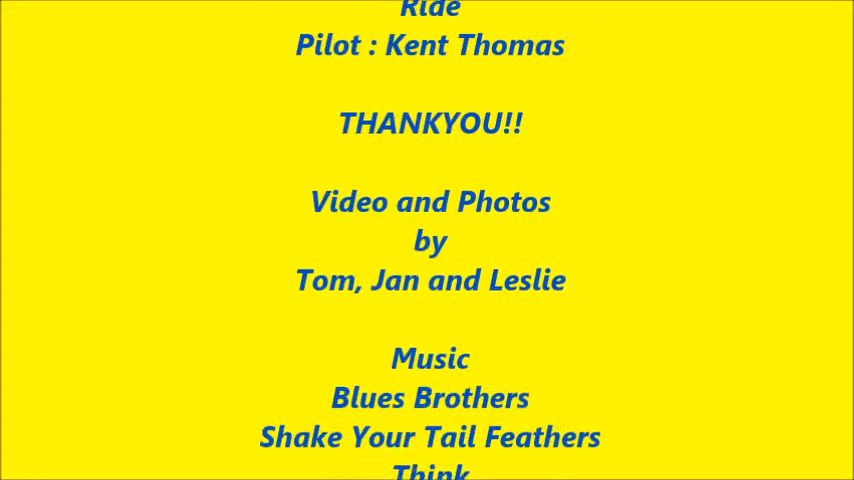 Ride
Pilot : Kent Thomas
THANKYOU!!
Video and Photos
by
Tom, Jan and Leslie
Music
Blues Brothers
Shake Your Tail Feathers
Think